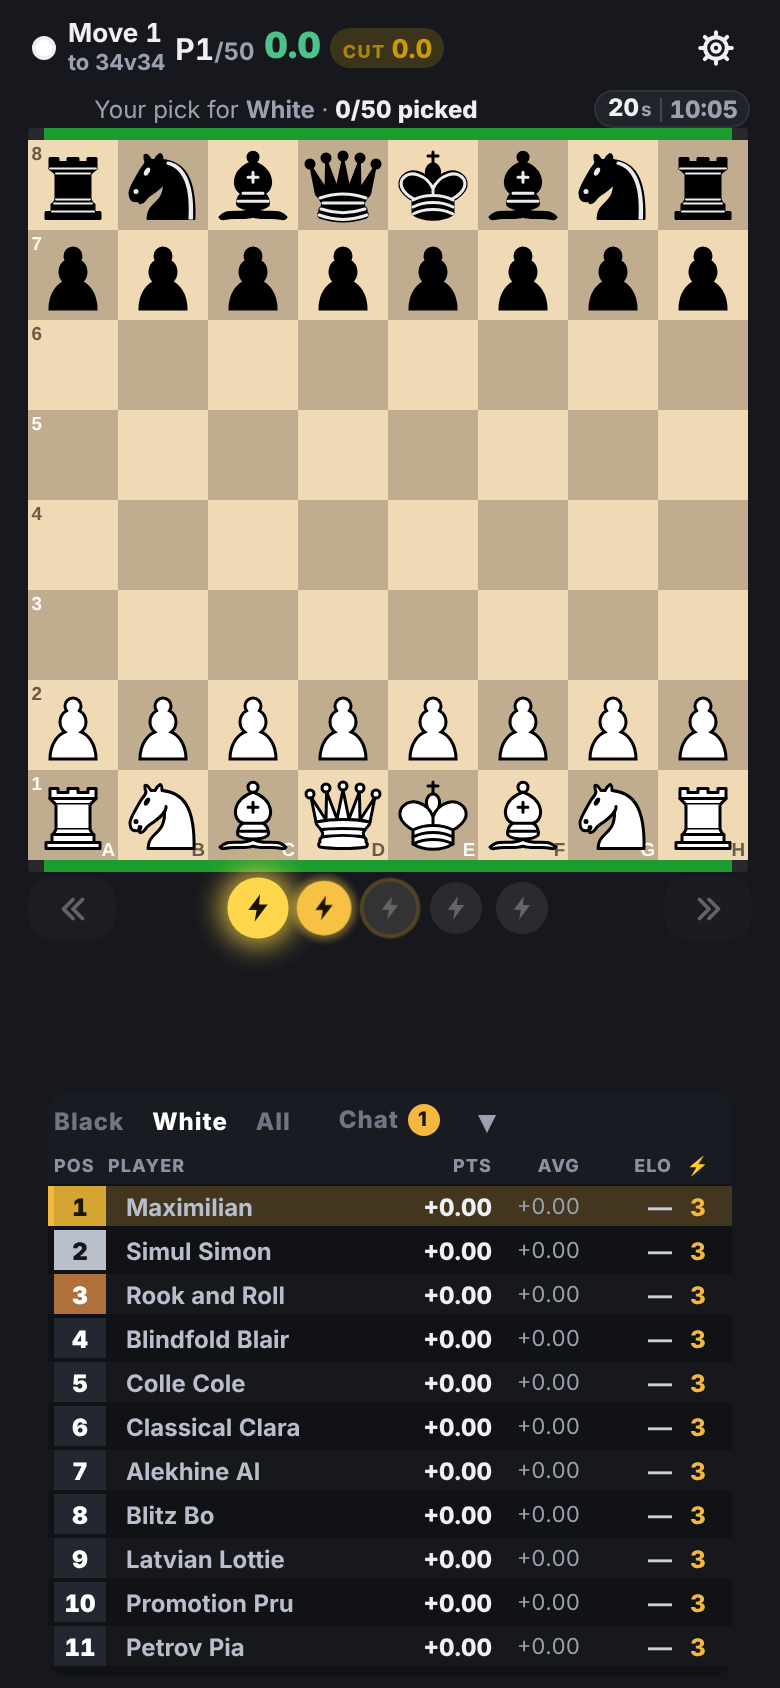 Move 1
to 34v34
P1/50 0.0 CUT 0.0
Your pick for White · 0/50 picked
20s 10:05
8
7
6
5
4
3
2
1
A B C D E F G H
Black White All Chat 1 ▼
POS PLAYER PTS AVG ELO ⚡
1 Maximilian +0.00 +0.00 — 3
2 Simul Simon +0.00 +0.00 — 3
3 Rook and Roll +0.00 +0.00 — 3
4 Blindfold Blair +0.00 +0.00 — 3
5 Colle Cole +0.00 +0.00 — 3
6 Classical Clara +0.00 +0.00 — 3
7 Alekhine Al +0.00 +0.00 — 3
8 Blitz Bo +0.00 +0.00 — 3
9 Latvian Lottie +0.00 +0.00 — 3
10 Promotion Pru +0.00 +0.00 — 3
11 Petrov Pia +0.00 +0.00 — 3